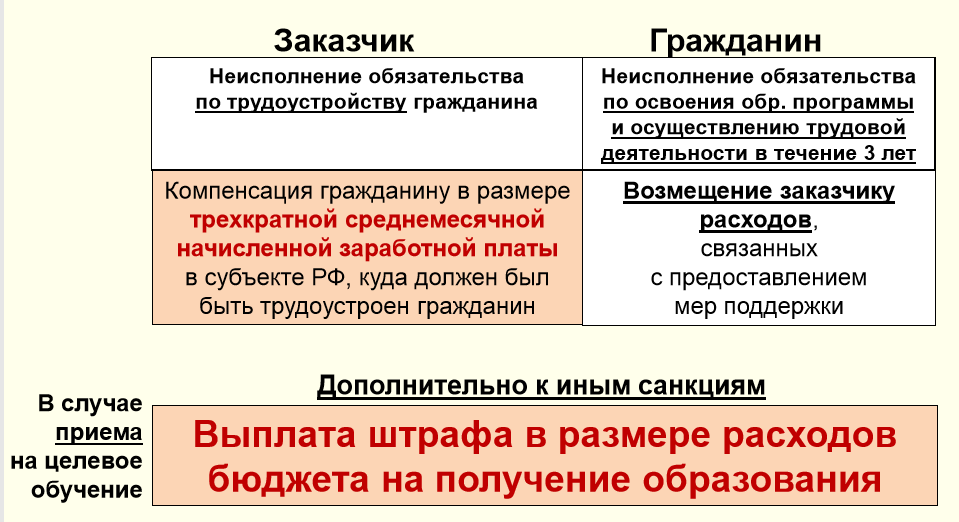 Заказчик
Гражданин
Неисполнение обязательства
по трудоустройству гражданина
Неисполнение обязательства
по освоения обр. программы
и осуществлению трудовой
деятельности в течение 3 лет
Компенсация гражданину в размере
трехкратной среднемесячной
начисленной заработной платы
в субъекте РФ, куда должен был
быть трудоустроен гражданин
Возмещение заказчику
расходов,
связанных
с предоставлением
мер поддержки
Дополнительно к иным санкциям
В случае
приема
на целевое
обучение
Выплата штрафа в размере расходов
бюджета на получение образования